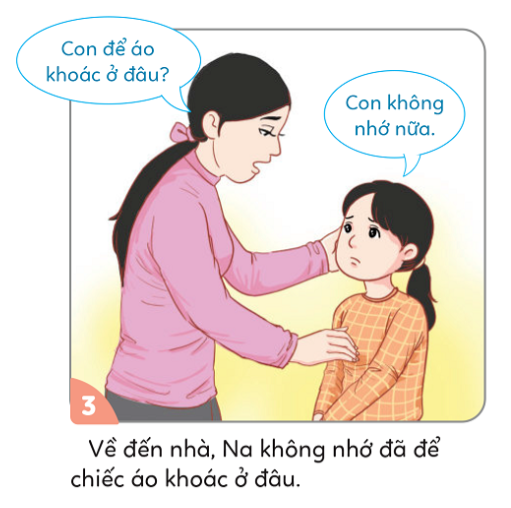 Con để áo
khoác ở đâu?
Con không
nhớ nữa.
3
Về đến nhà, Na không nhớ đã để
chiếc áo khoác ở đâu.